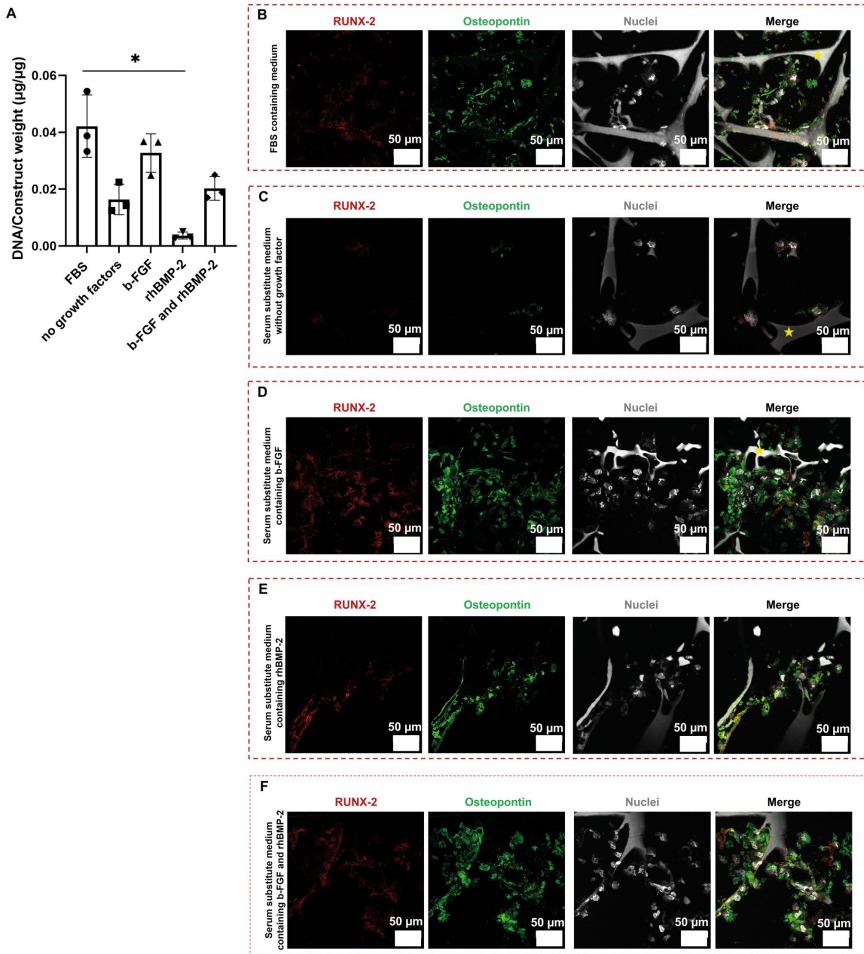 A
*
DNA/Construct weight (µg/µg)
0.06
0.04
0.02
0.00
FBS
no growth factors
b-FGF
rhBMP-2
b-FGF and rhBMP-2
B
RUNX-2
Osteopontin
Nuclei
Merge
FBS containing medium
50 µm
50 µm
50 µm
50 µm
C
RUNX-2
Osteopontin
Nuclei
Merge
Serum substitute medium
without growth factor
50 µm
50 µm
50 µm
50 µm
D
RUNX-2
Osteopontin
Nuclei
Merge
Serum substitute medium
containing b-FGF
50 µm
50 µm
50 µm
50 µm
E
RUNX-2
Osteopontin
Nuclei
Merge
Serum substitute medium
containing rhBMP-2
50 µm
50 µm
50 µm
50 µm
F
RUNX-2
Osteopontin
Nuclei
Merge
Serum substitute medium
containing b-FGF and rhBMP-2
50 µm
50 µm
50 µm
50 µm